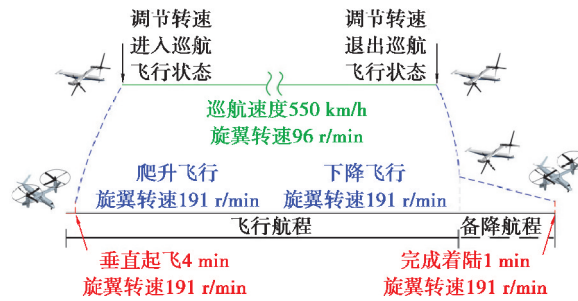 调节转速
进入巡航
飞行状态
调节转速
退出巡航
飞行状态
巡航速度550 km/h
旋翼转速96 r/min
爬升飞行
旋翼转速191 r/min
下降飞行
旋翼转速191 r/min
飞行航程
备降航程
垂直起飞4 min
旋翼转速191 r/min
完成着陆1 min
旋翼转速191 r/min